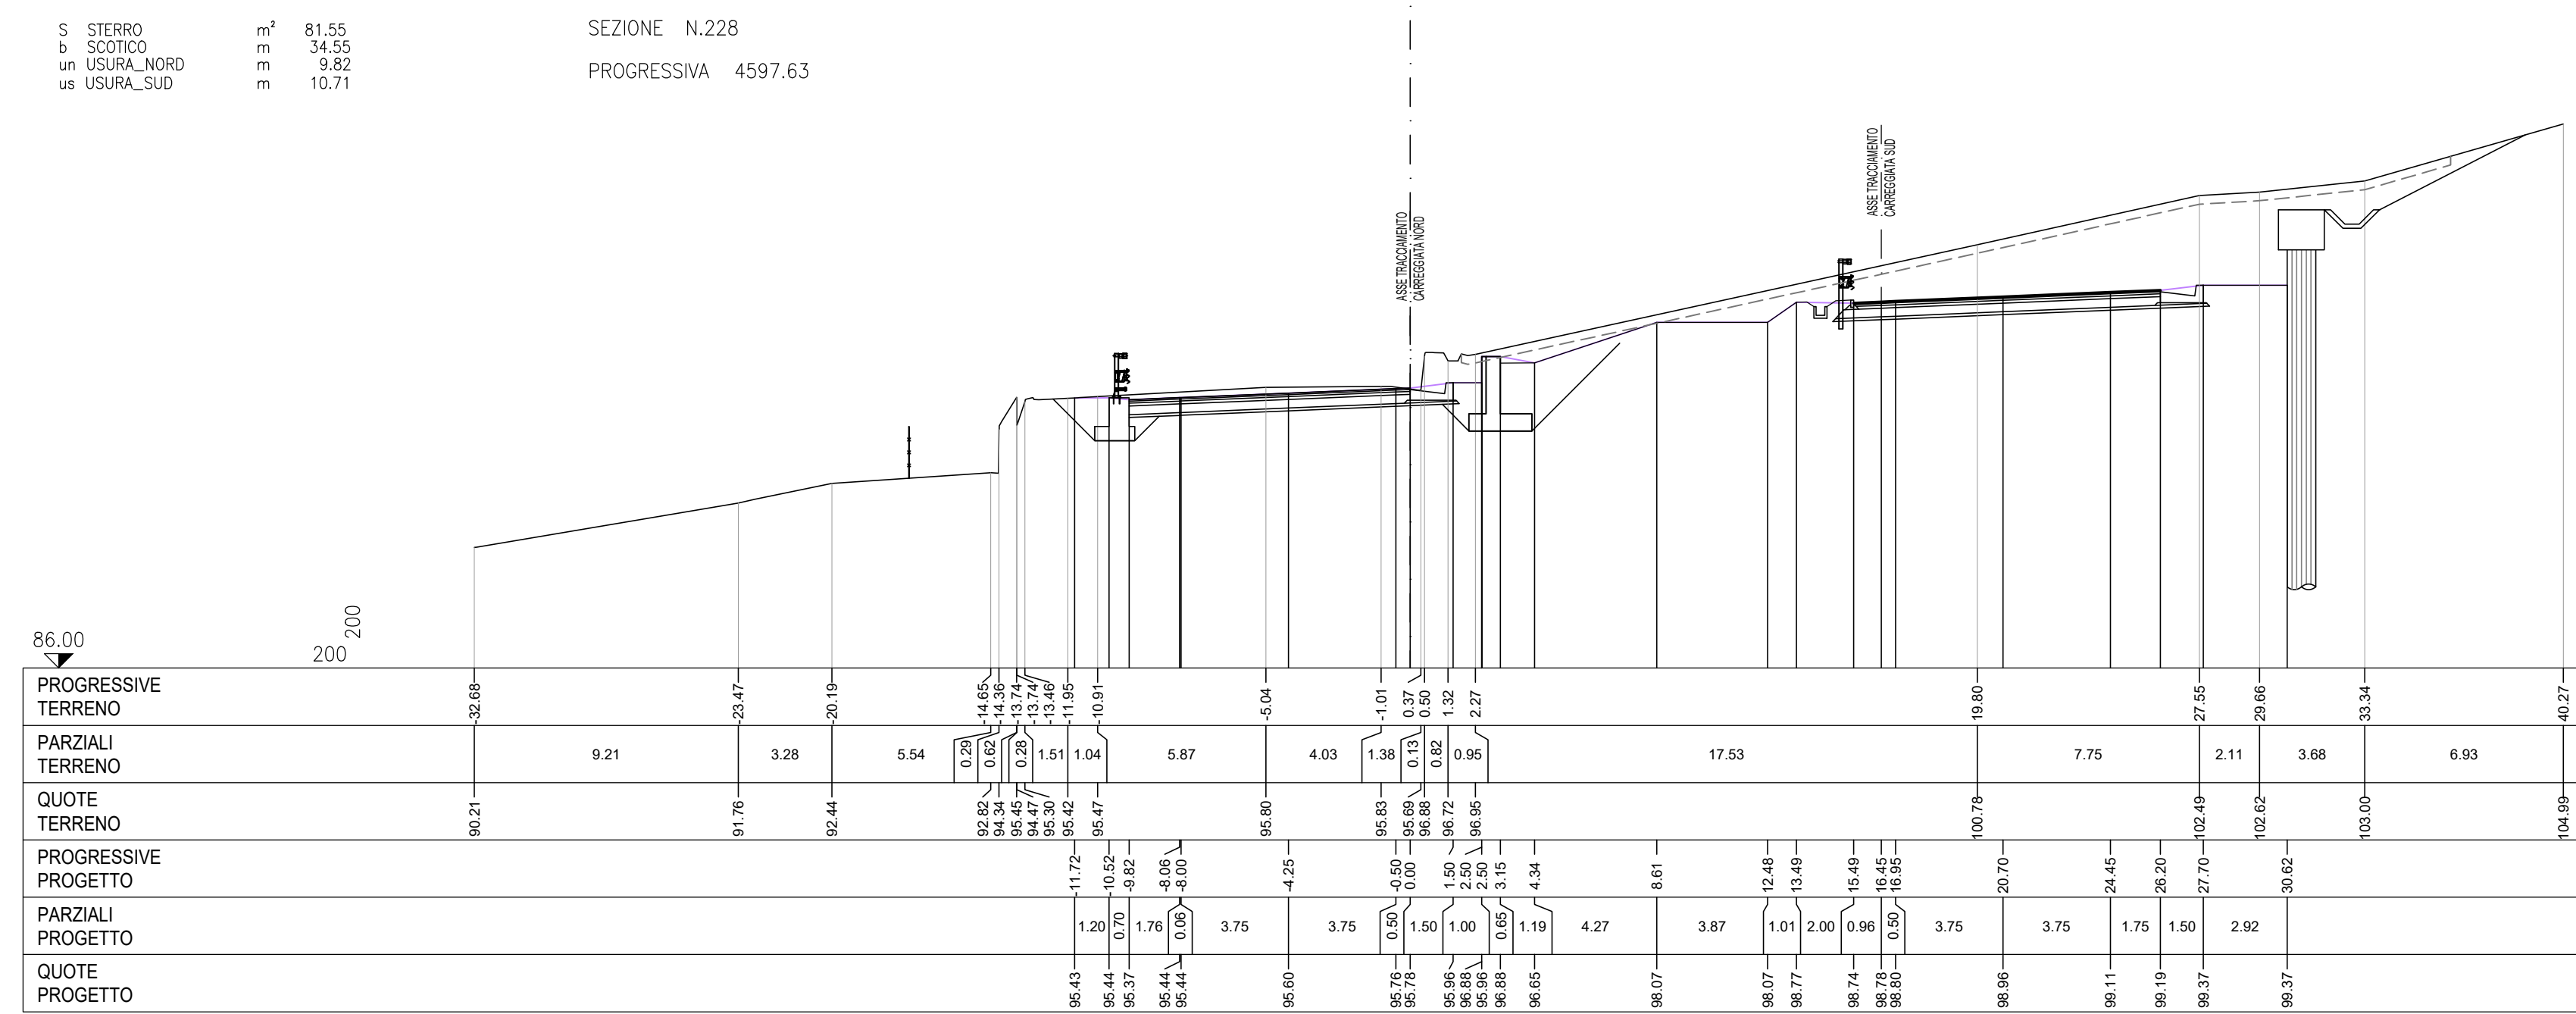 S STERRO m² 81.55
b SCOTICO m 34.55
un USURA_NORD m 9.82
us USURA_SUD m 10.71
SEZIONE N.228
PROGRESSIVA 4597.63
ASSE TRACCIAMENTO
CARREGGIATA NORD
ASSE TRACCIAMENTO
CARREGGIATA SUD
86.00
200
200
PROGRESSIVE
TERRENO
-32.68 -23.47 -20.19 -14.65 -14.36 -13.74 -13.74 -13.46 -11.95 -10.91 -5.04 -1.01 0.37 0.50 1.32 2.27 19.80 27.55 29.66 33.34 40.27
PARZIALI
TERRENO
9.21 3.28 5.54 0.29 0.62 0.28 1.51 1.04 5.87 4.03 1.38 0.13 0.82 0.95 17.53 7.75 2.11 3.68 6.93
QUOTE
TERRENO
90.21 91.76 92.44 92.82 94.34 95.45 94.47 95.30 95.42 95.47 95.80 95.83 95.69 96.88 96.72 96.95 100.78 102.49 102.62 103.00 104.99
PROGRESSIVE
PROGETTO
-11.72 -10.52 -9.82 -8.06 -8.00 -4.25 -0.50 0.00 1.50 2.50 2.50 3.15 4.34 8.61 12.48 13.49 15.49 16.45 16.95 20.70 24.45 26.20 27.70 30.62
PARZIALI
PROGETTO
1.20 0.70 1.76 0.06 3.75 3.75 0.50 1.50 1.00 0.65 1.19 4.27 3.87 1.01 2.00 0.96 0.50 3.75 3.75 1.75 1.50 2.92
QUOTE
PROGETTO
95.43 95.44 95.37 95.44 95.44 95.60 95.76 95.78 95.96 96.88 95.96 96.88 96.65 98.07 98.07 98.77 98.74 98.78 98.80 98.96 99.11 99.19 99.37 99.37